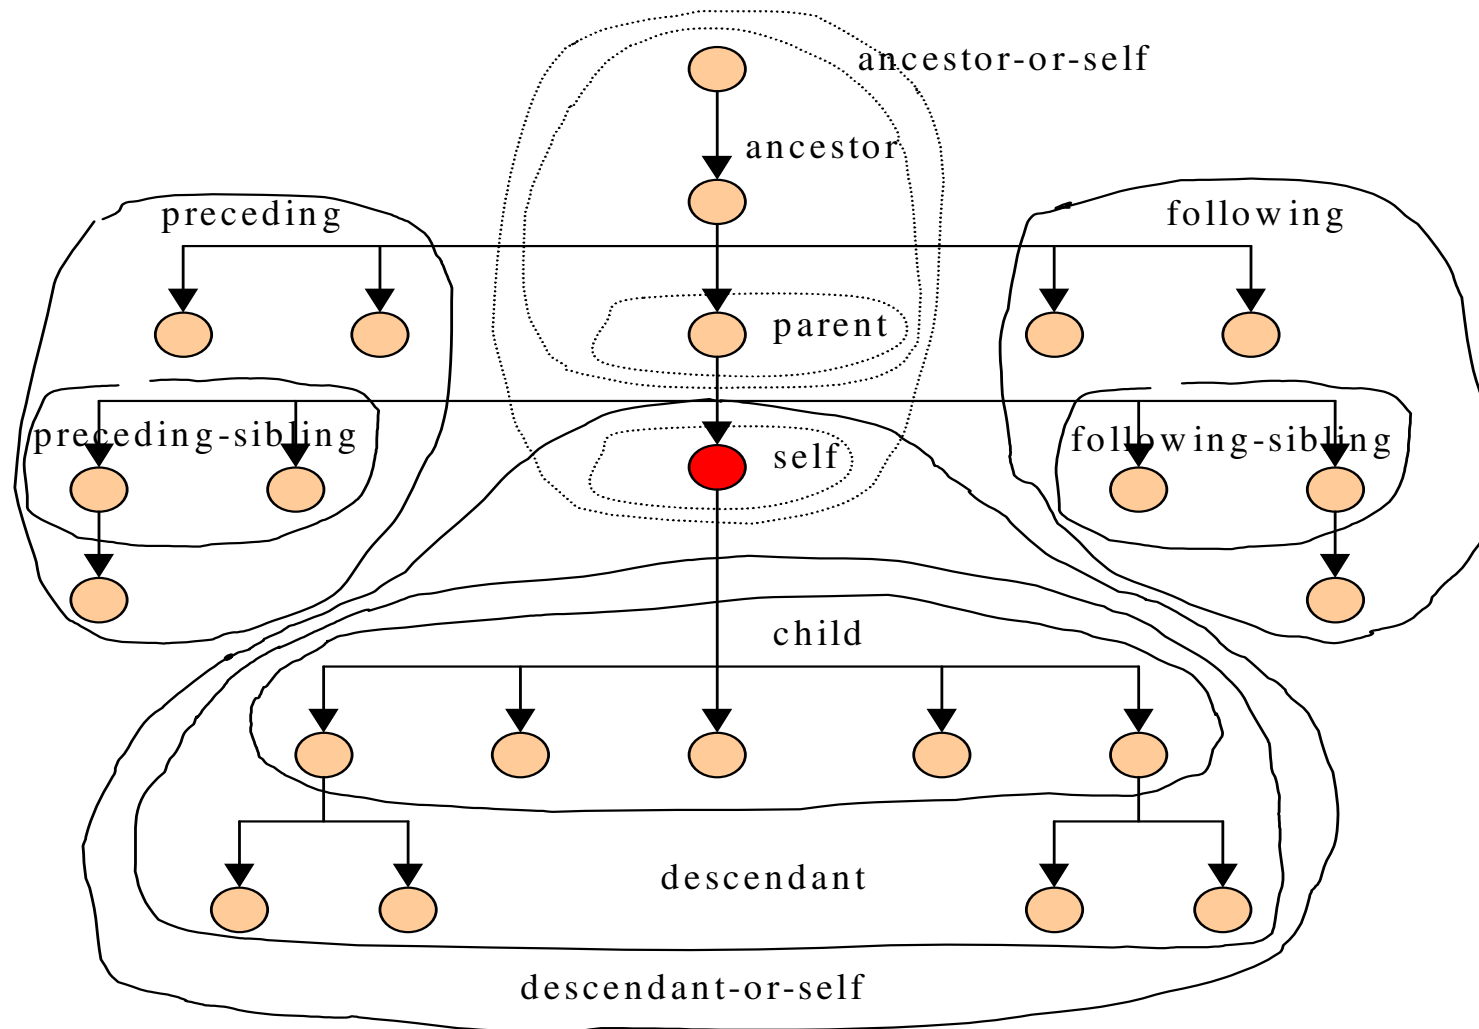 ancestor-or-self
ancestor
preceding
following
parent
preceding-sibling
self
following-sibling
child
descendant
descendant-or-self